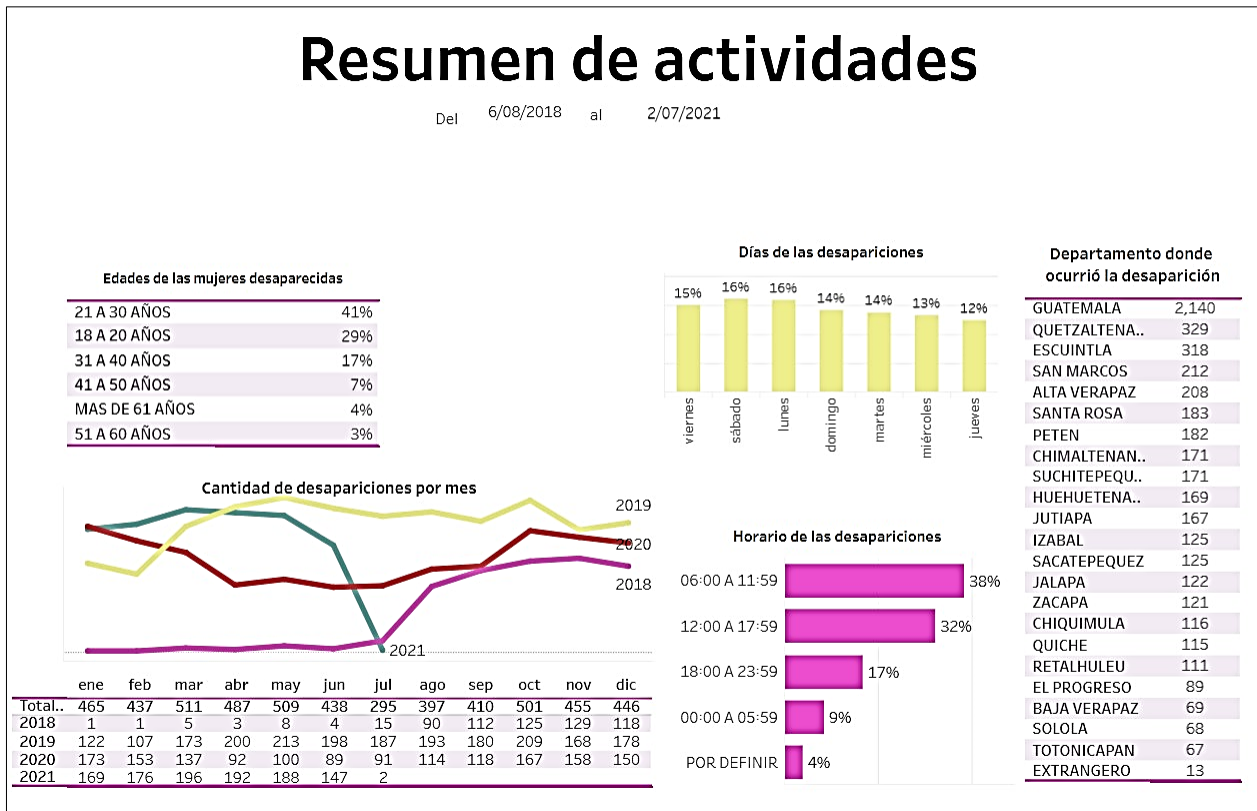 Resumen de actividades
Del 6/08/2018 al 2/07/2021
Edades de las mujeres desaparecidas
21 A 30 AÑOS 41%
18 A 20 AÑOS 29%
31 A 40 AÑOS 17%
41 A 50 AÑOS 7%
MAS DE 61 AÑOS 4%
51 A 60 AÑOS 3%
Cantidad de desapariciones por mes
2019
2020
2018
2021
ene feb mar abr may jun jul ago sep oct nov dic
Total.. 465 437 511 487 509 438 295 397 410 501 455 446
2018 1 1 5 3 8 4 15 90 112 125 129 118
2019 122 107 173 200 213 198 187 193 180 209 168 178
2020 173 153 137 92 100 89 91 114 118 167 158 150
2021 169 176 196 192 188 147 2
Días de las desapariciones
15% 16% 16% 14% 14% 13% 12%
viernes sábado lunes domingo martes miércoles jueves
Horario de las desapariciones
06:00 A 11:59 38%
12:00 A 17:59 32%
18:00 A 23:59 17%
00:00 A 05:59 9%
POR DEFINIR 4%
Departamento donde
ocurrió la desaparición
GUATEMALA 2,140
QUETZALTENA.. 329
ESCUINTLA 318
SAN MARCOS 212
ALTA VERAPAZ 208
SANTA ROSA 183
PETEN 182
CHIMALTENAN.. 171
SUCHITEPEQU.. 171
HUEHUETENA.. 169
JUTIAPA 167
IZABAL 125
SACATEPEQUEZ 125
JALAPA 122
ZACAPA 121
CHIQUIMULA 116
QUICHE 115
RETALHULEU 111
EL PROGRESO 89
BAJA VERAPAZ 69
SOLOLA 68
TOTONICAPAN 67
EXTRANGERO 13